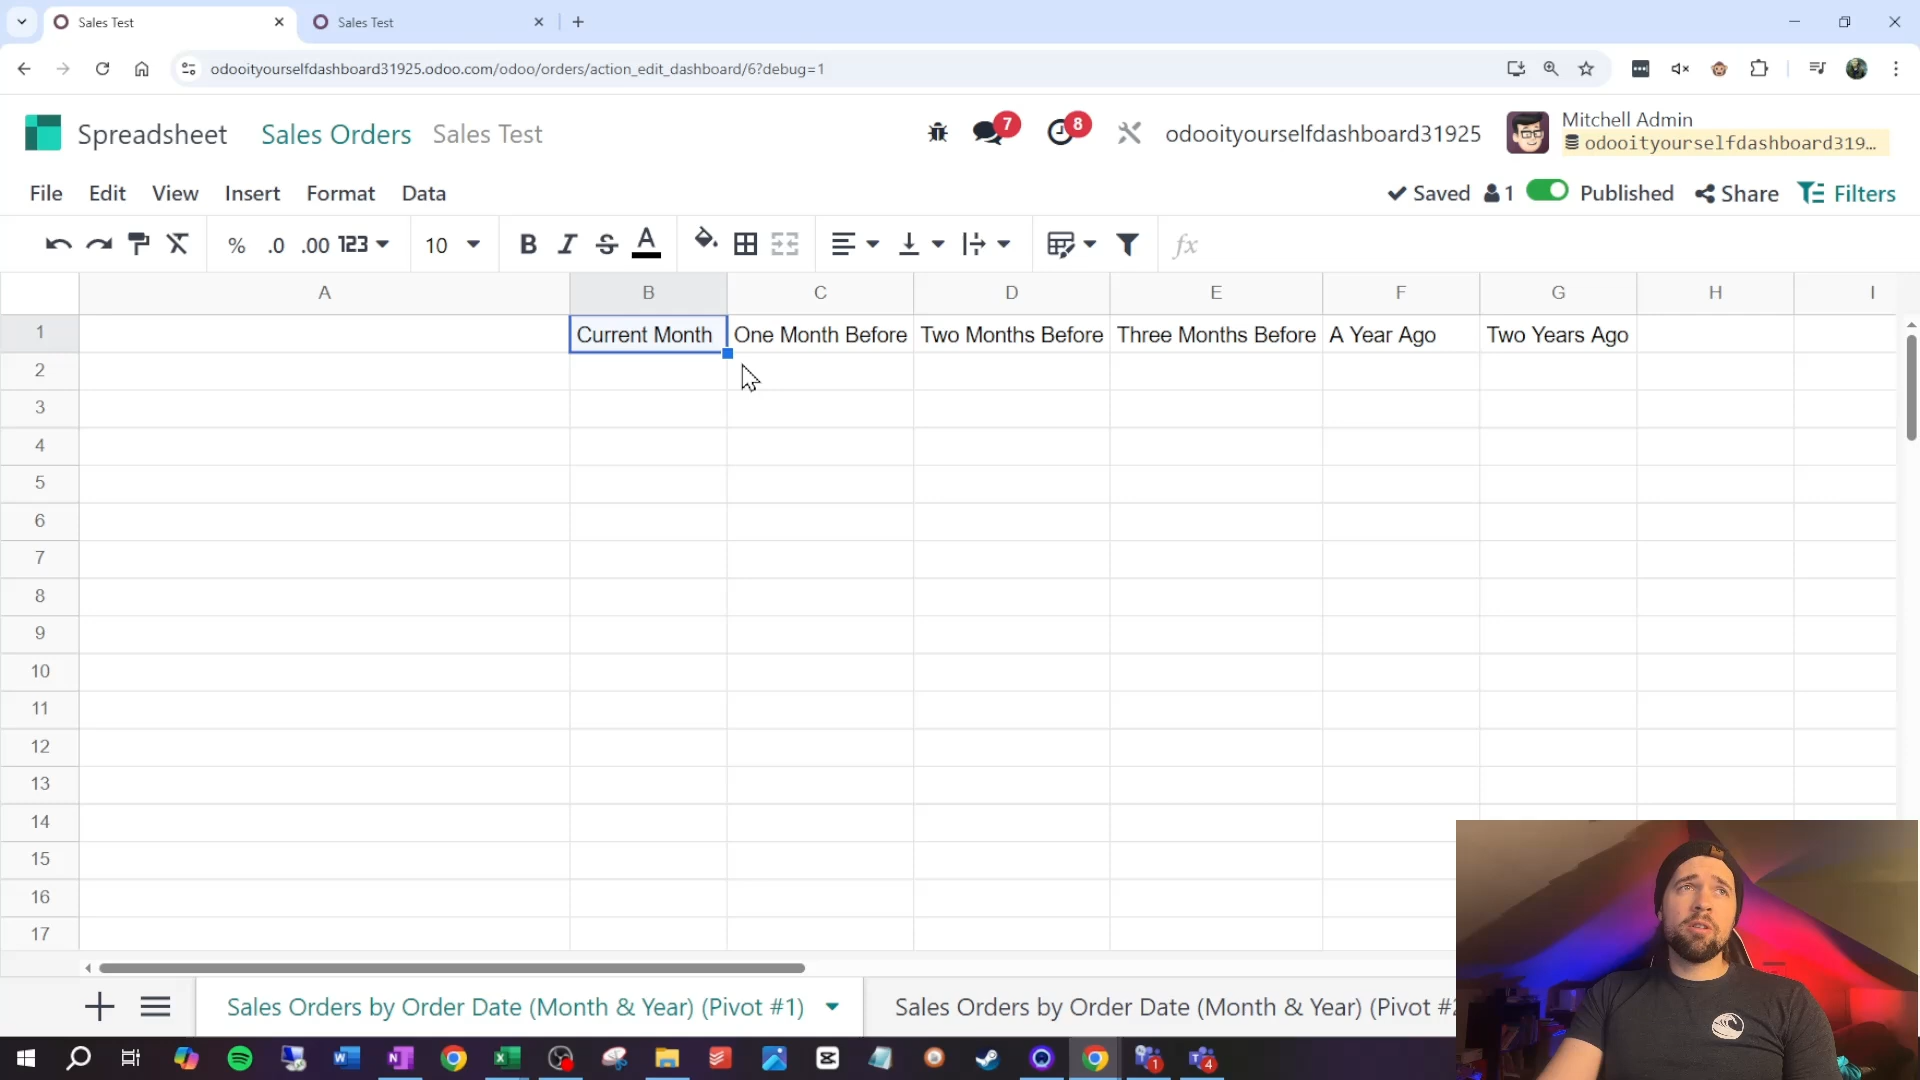 Sales Test
Sales Test
odooityourselfdashboard31925.odoo.com/odoo/orders/action_edit_dashboard/6?debug=1
Spreadsheet Sales Orders Sales Test 7 8 odooityourselfdashboard31925 Mitchell Admin
odooityourselfdashboard319...
File Edit View Insert Format Data Saved 1 Published Share Filters
% .0 .00 123 10 B I S A fx
A B C D E F G H I
1 Current Month One Month Before Two Months Before Three Months Before A Year Ago Two Years Ago
2
3
4
5
6
7
8
9
10
11
12
13
14
15
16
17
Sales Orders by Order Date (Month & Year) (Pivot #1) Sales Orders by Order Date (Month & Year) (Pivot #2
1 4